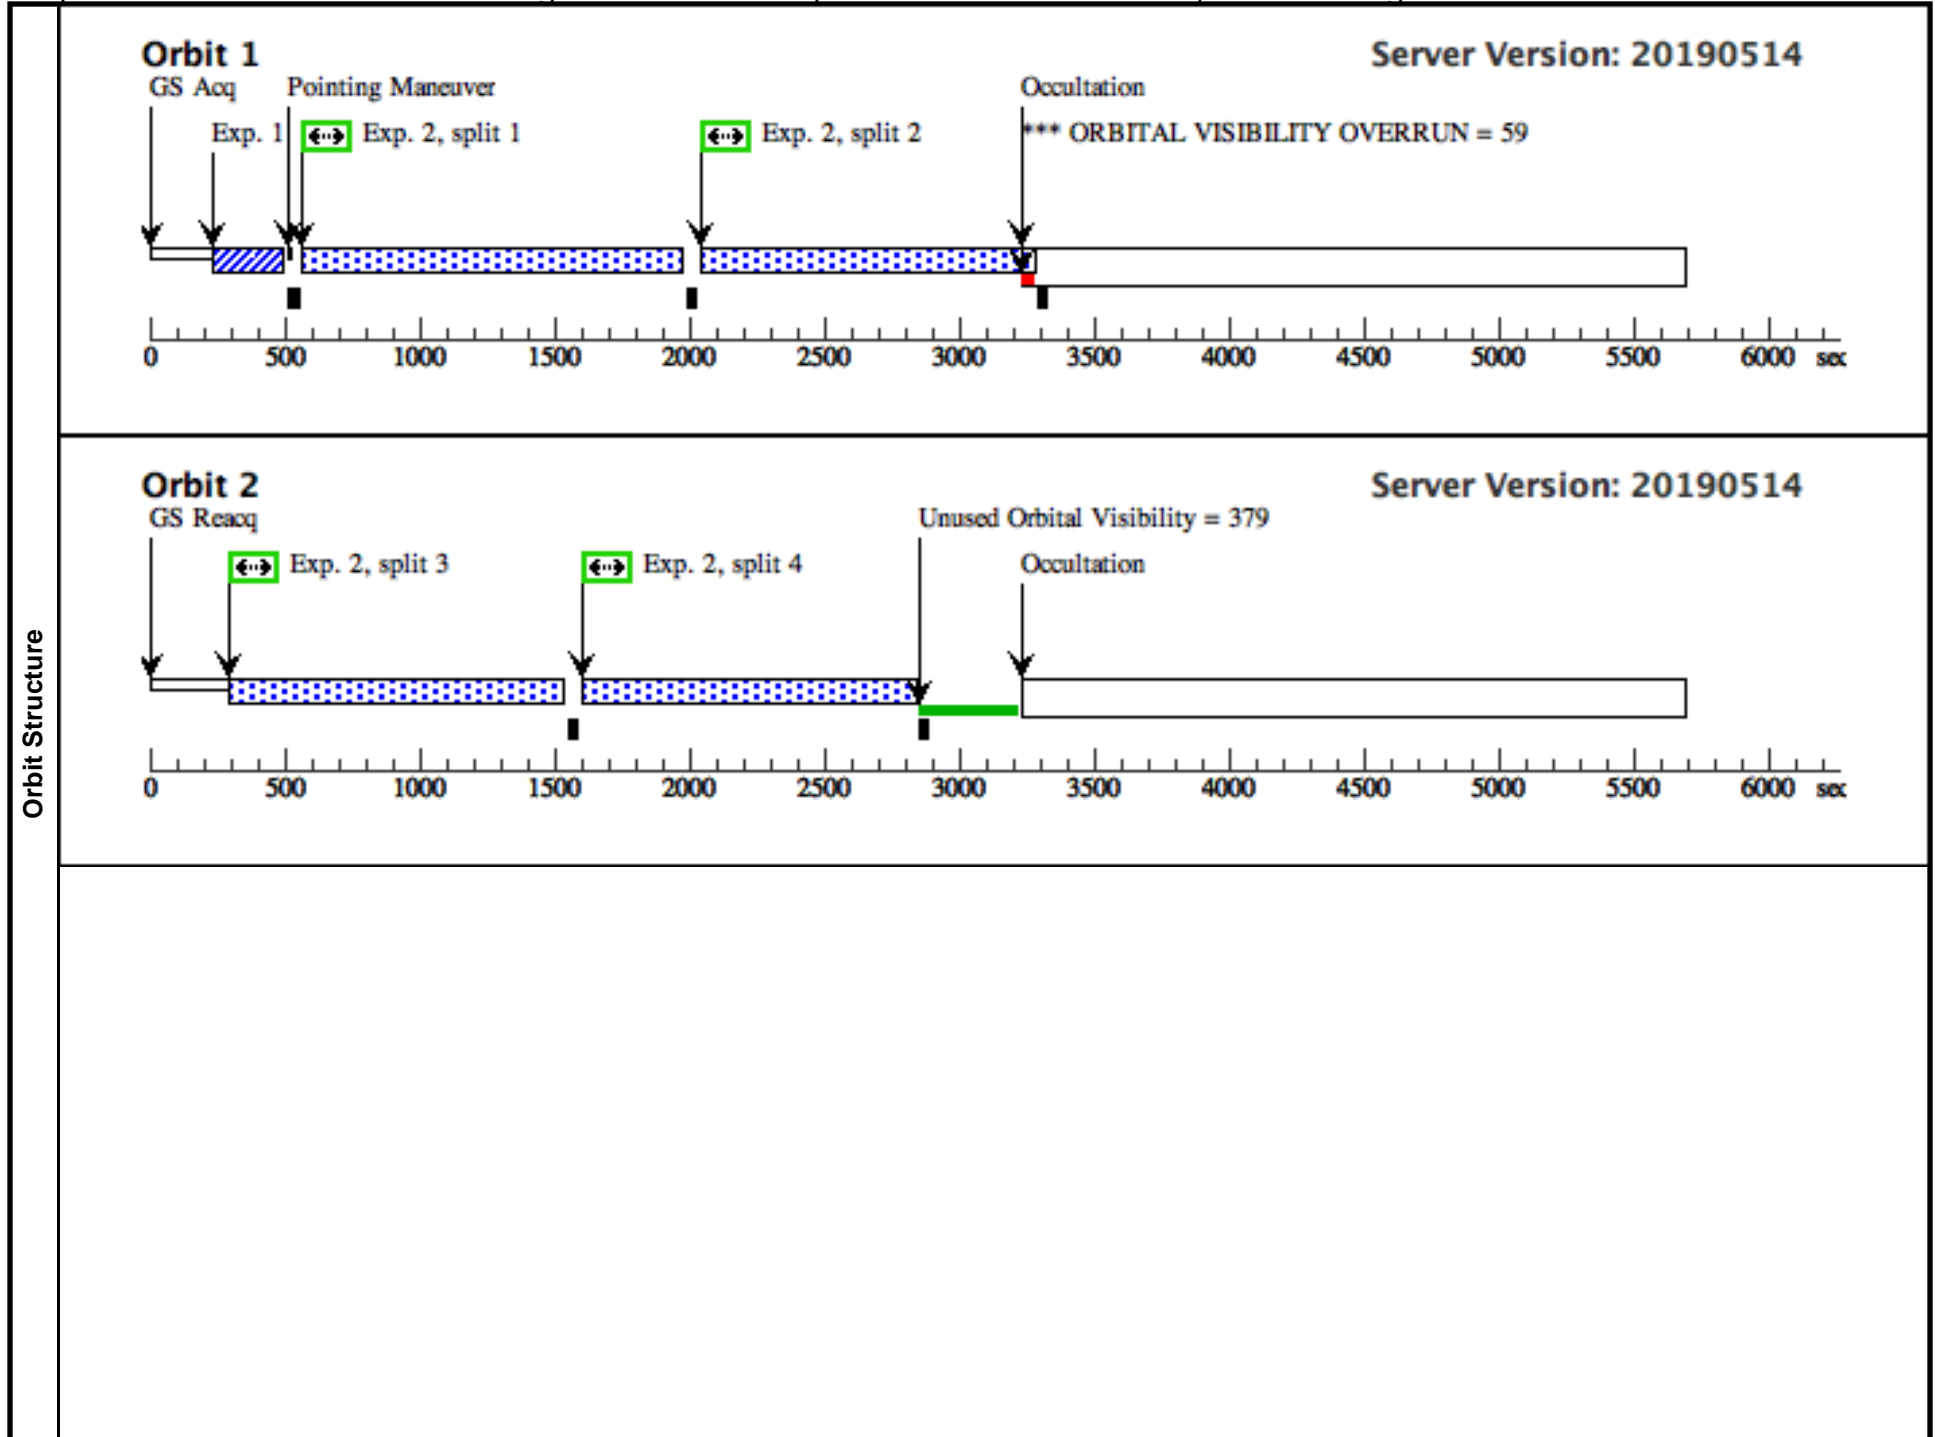 Orbit 1
Server Version: 20190514
GS Acq
Pointing Maneuver
Occultation
Exp. 1
Exp. 2, split 1
Exp. 2, split 2
*** ORBITAL VISIBILITY OVERRUN = 59
0 500 1000 1500 2000 2500 3000 3500 4000 4500 5000 5500 6000 sec
Orbit 2
Server Version: 20190514
GS Reacq
Unused Orbital Visibility = 379
Exp. 2, split 3
Exp. 2, split 4
Occultation
0 500 1000 1500 2000 2500 3000 3500 4000 4500 5000 5500 6000 sec
Orbit Structure